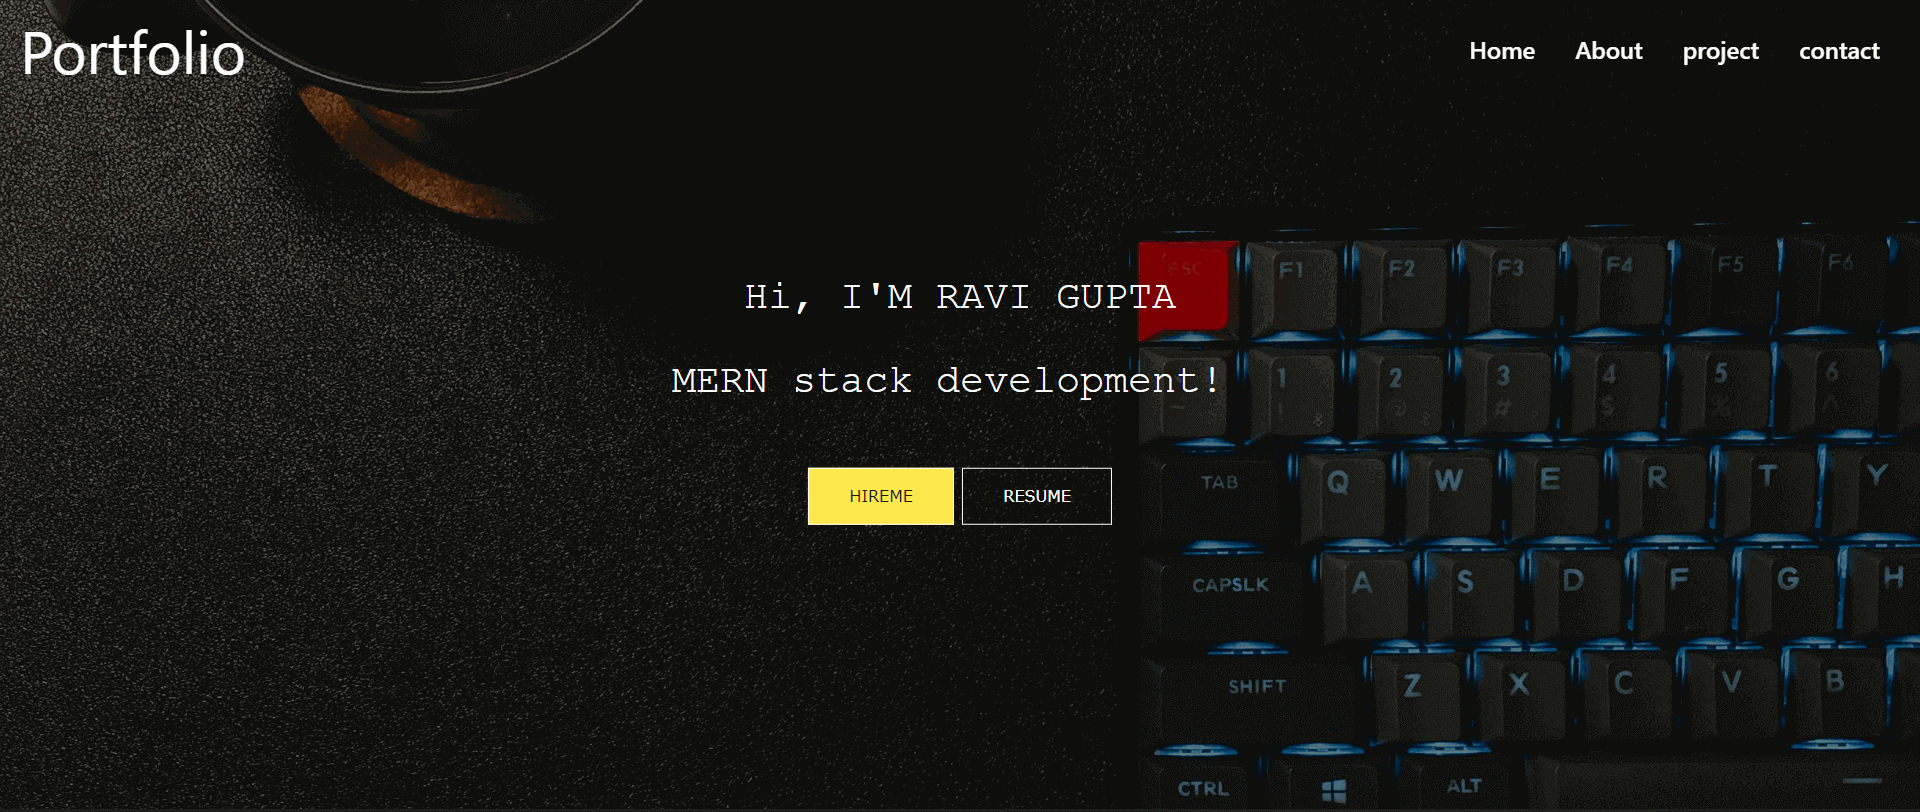 Portfolio
Home About project contact
Hi, I'M RAVI GUPTA
MERN stack development!
HIREME RESUME
ESC F1 F2 F3 F4 F5 F6
1 2 3 4 5 6
! @ # $ % ^
TAB Q W E R T Y
CAPSLK A S D F G H
SHIFT Z X C V B
CTRL ALT